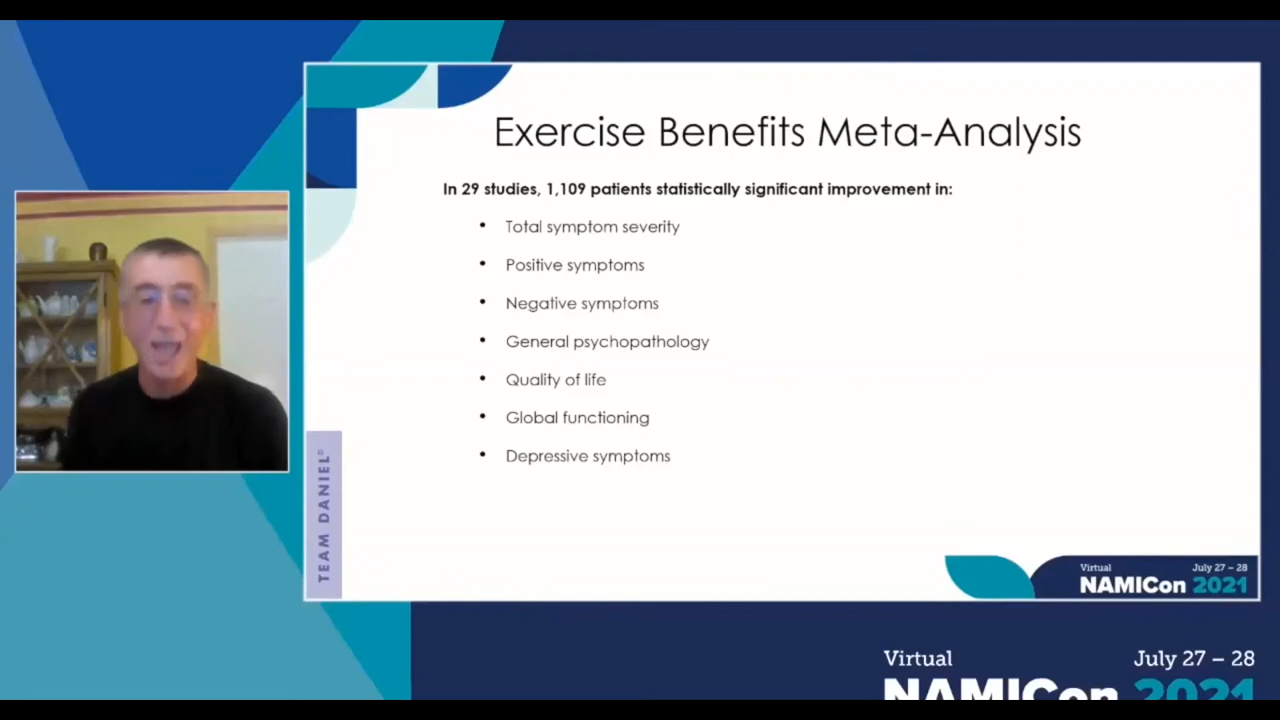 Exercise Benefits Meta-Analysis
In 29 studies, 1,109 patients statistically significant improvement in:
• Total symptom severity
• Positive symptoms
• Negative symptoms
• General psychopathology
• Quality of life
• Global functioning
• Depressive symptoms
TEAM DANIEL
Virtual July 27 – 28
NAMICon 2021
Virtual July 27 – 28
NAMICon 2021